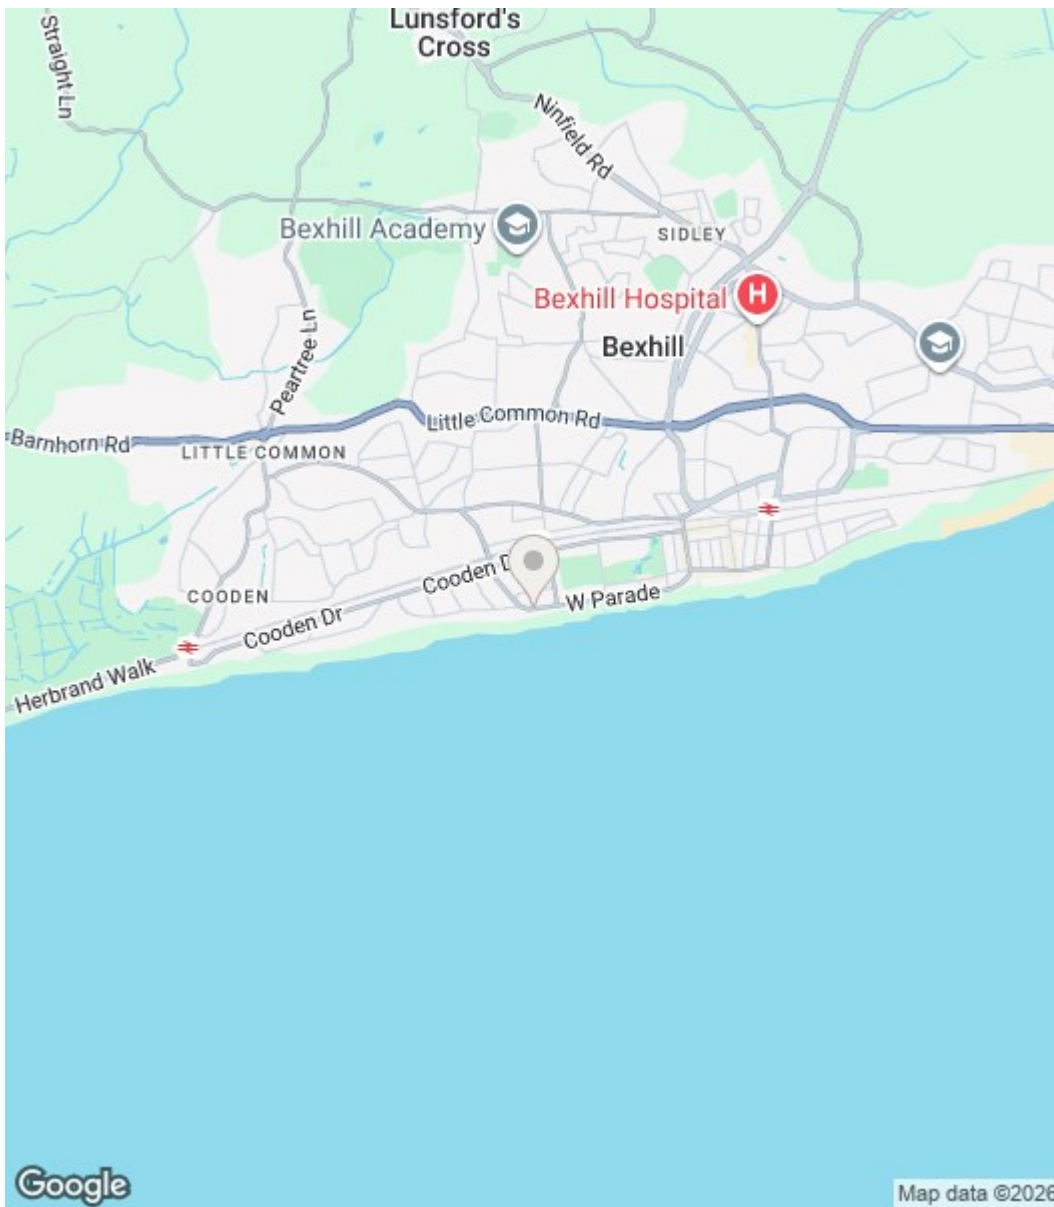 Lunsford's
Cross
Straight Ln
Ninfield Rd
Bexhill Academy
SIDLEY
Bexhill Hospital
H
Bexhill
Peartree Ln
Little Common Rd
Barnhorn Rd
LITTLE COMMON
Cooden D
COODEN
W Parade
Cooden Dr
Herbrand Walk
Google
Map data ©2026